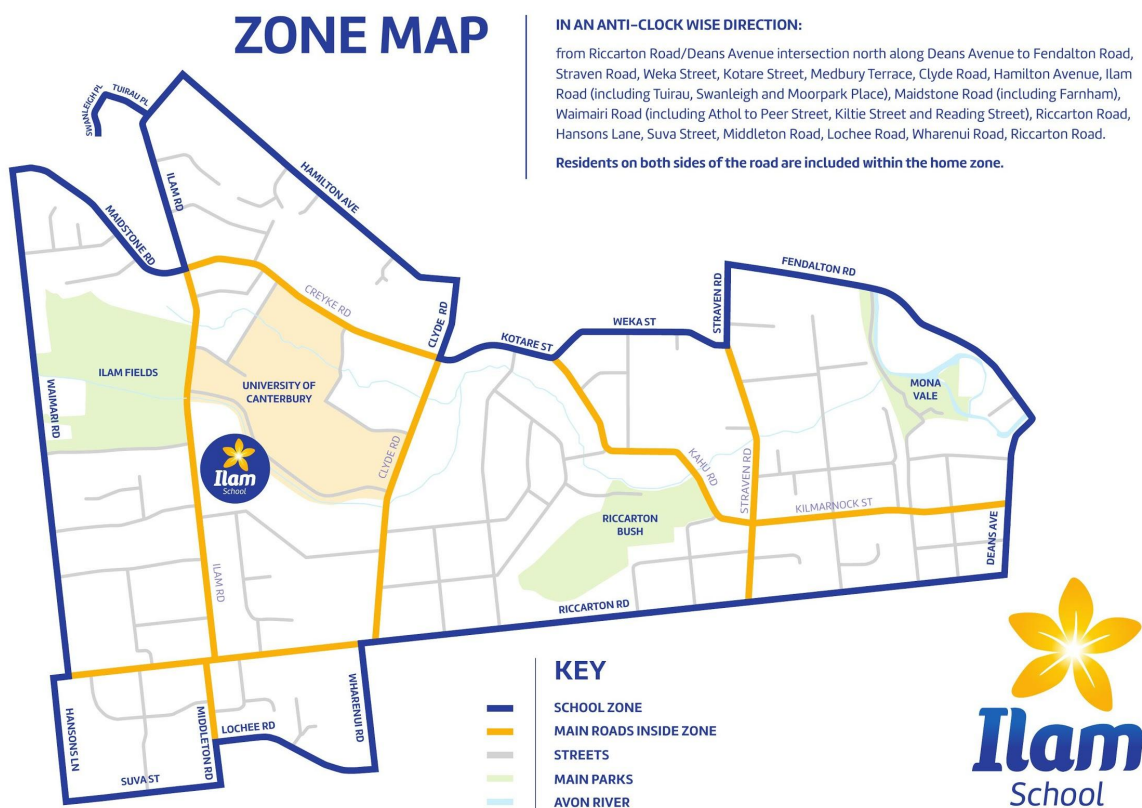 ZONE MAP
IN AN ANTI-CLOCK WISE DIRECTION:
from Riccarton Road/Deans Avenue intersection north along Deans Avenue to Fendalton Road,
Straven Road, Weka Street, Kotare Street, Medbury Terrace, Clyde Road, Hamilton Avenue, Ilam
Road (including Tuirau, Swanleigh and Moorpark Place), Maidstone Road (including Farnham),
Waimairi Road (including Athol to Peer Street, Kiltie Street and Reading Street), Riccarton Road,
Hansons Lane, Suva Street, Middleton Road, Lochee Road, Wharenui Road, Riccarton Road.
Residents on both sides of the road are included within the home zone.
SWANLEIGH PL
TUIRAU PL
ILAM RD
HAMILTON AVE
MAIDSTONE RD
CREYKE RD
CLYDE RD
KOTARE ST
WEKA ST
STRAVEN RD
FENDALTON RD
ILAM FIELDS
UNIVERSITY OF
CANTERBURY
MONA
VALE
WAIMARI RD
Ilam
School
CLYDE RD
KAHU RD
STRAVEN RD
KILMARNOCK ST
RICCARTON
BUSH
DEANS AVE
ILAM RD
RICCARTON RD
HANSONS LN
MIDDLETON RD
LOCHEE RD
WHARENUI RD
SUVA ST
KEY
SCHOOL ZONE
MAIN ROADS INSIDE ZONE
STREETS
MAIN PARKS
AVON RIVER
Ilam
School